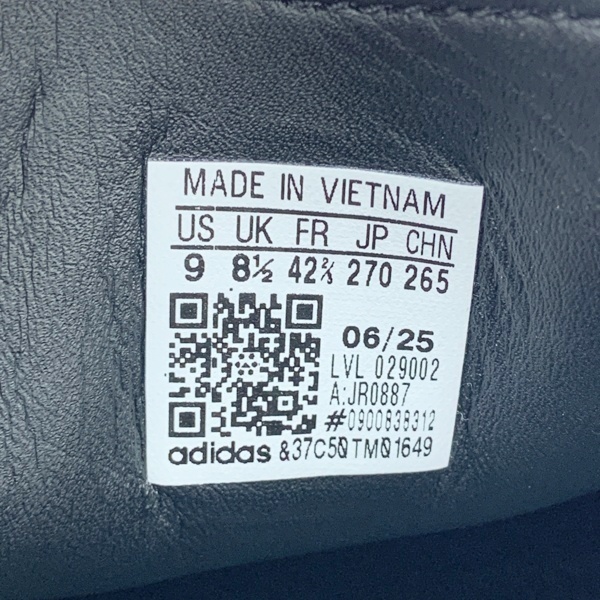 MADE IN VIETNAM
US UK FR JP CHN
9 8½ 42⅔ 270 265
06/25
LVL 029002
A:JR0887
#0900838312
adidas &37C50TM01649